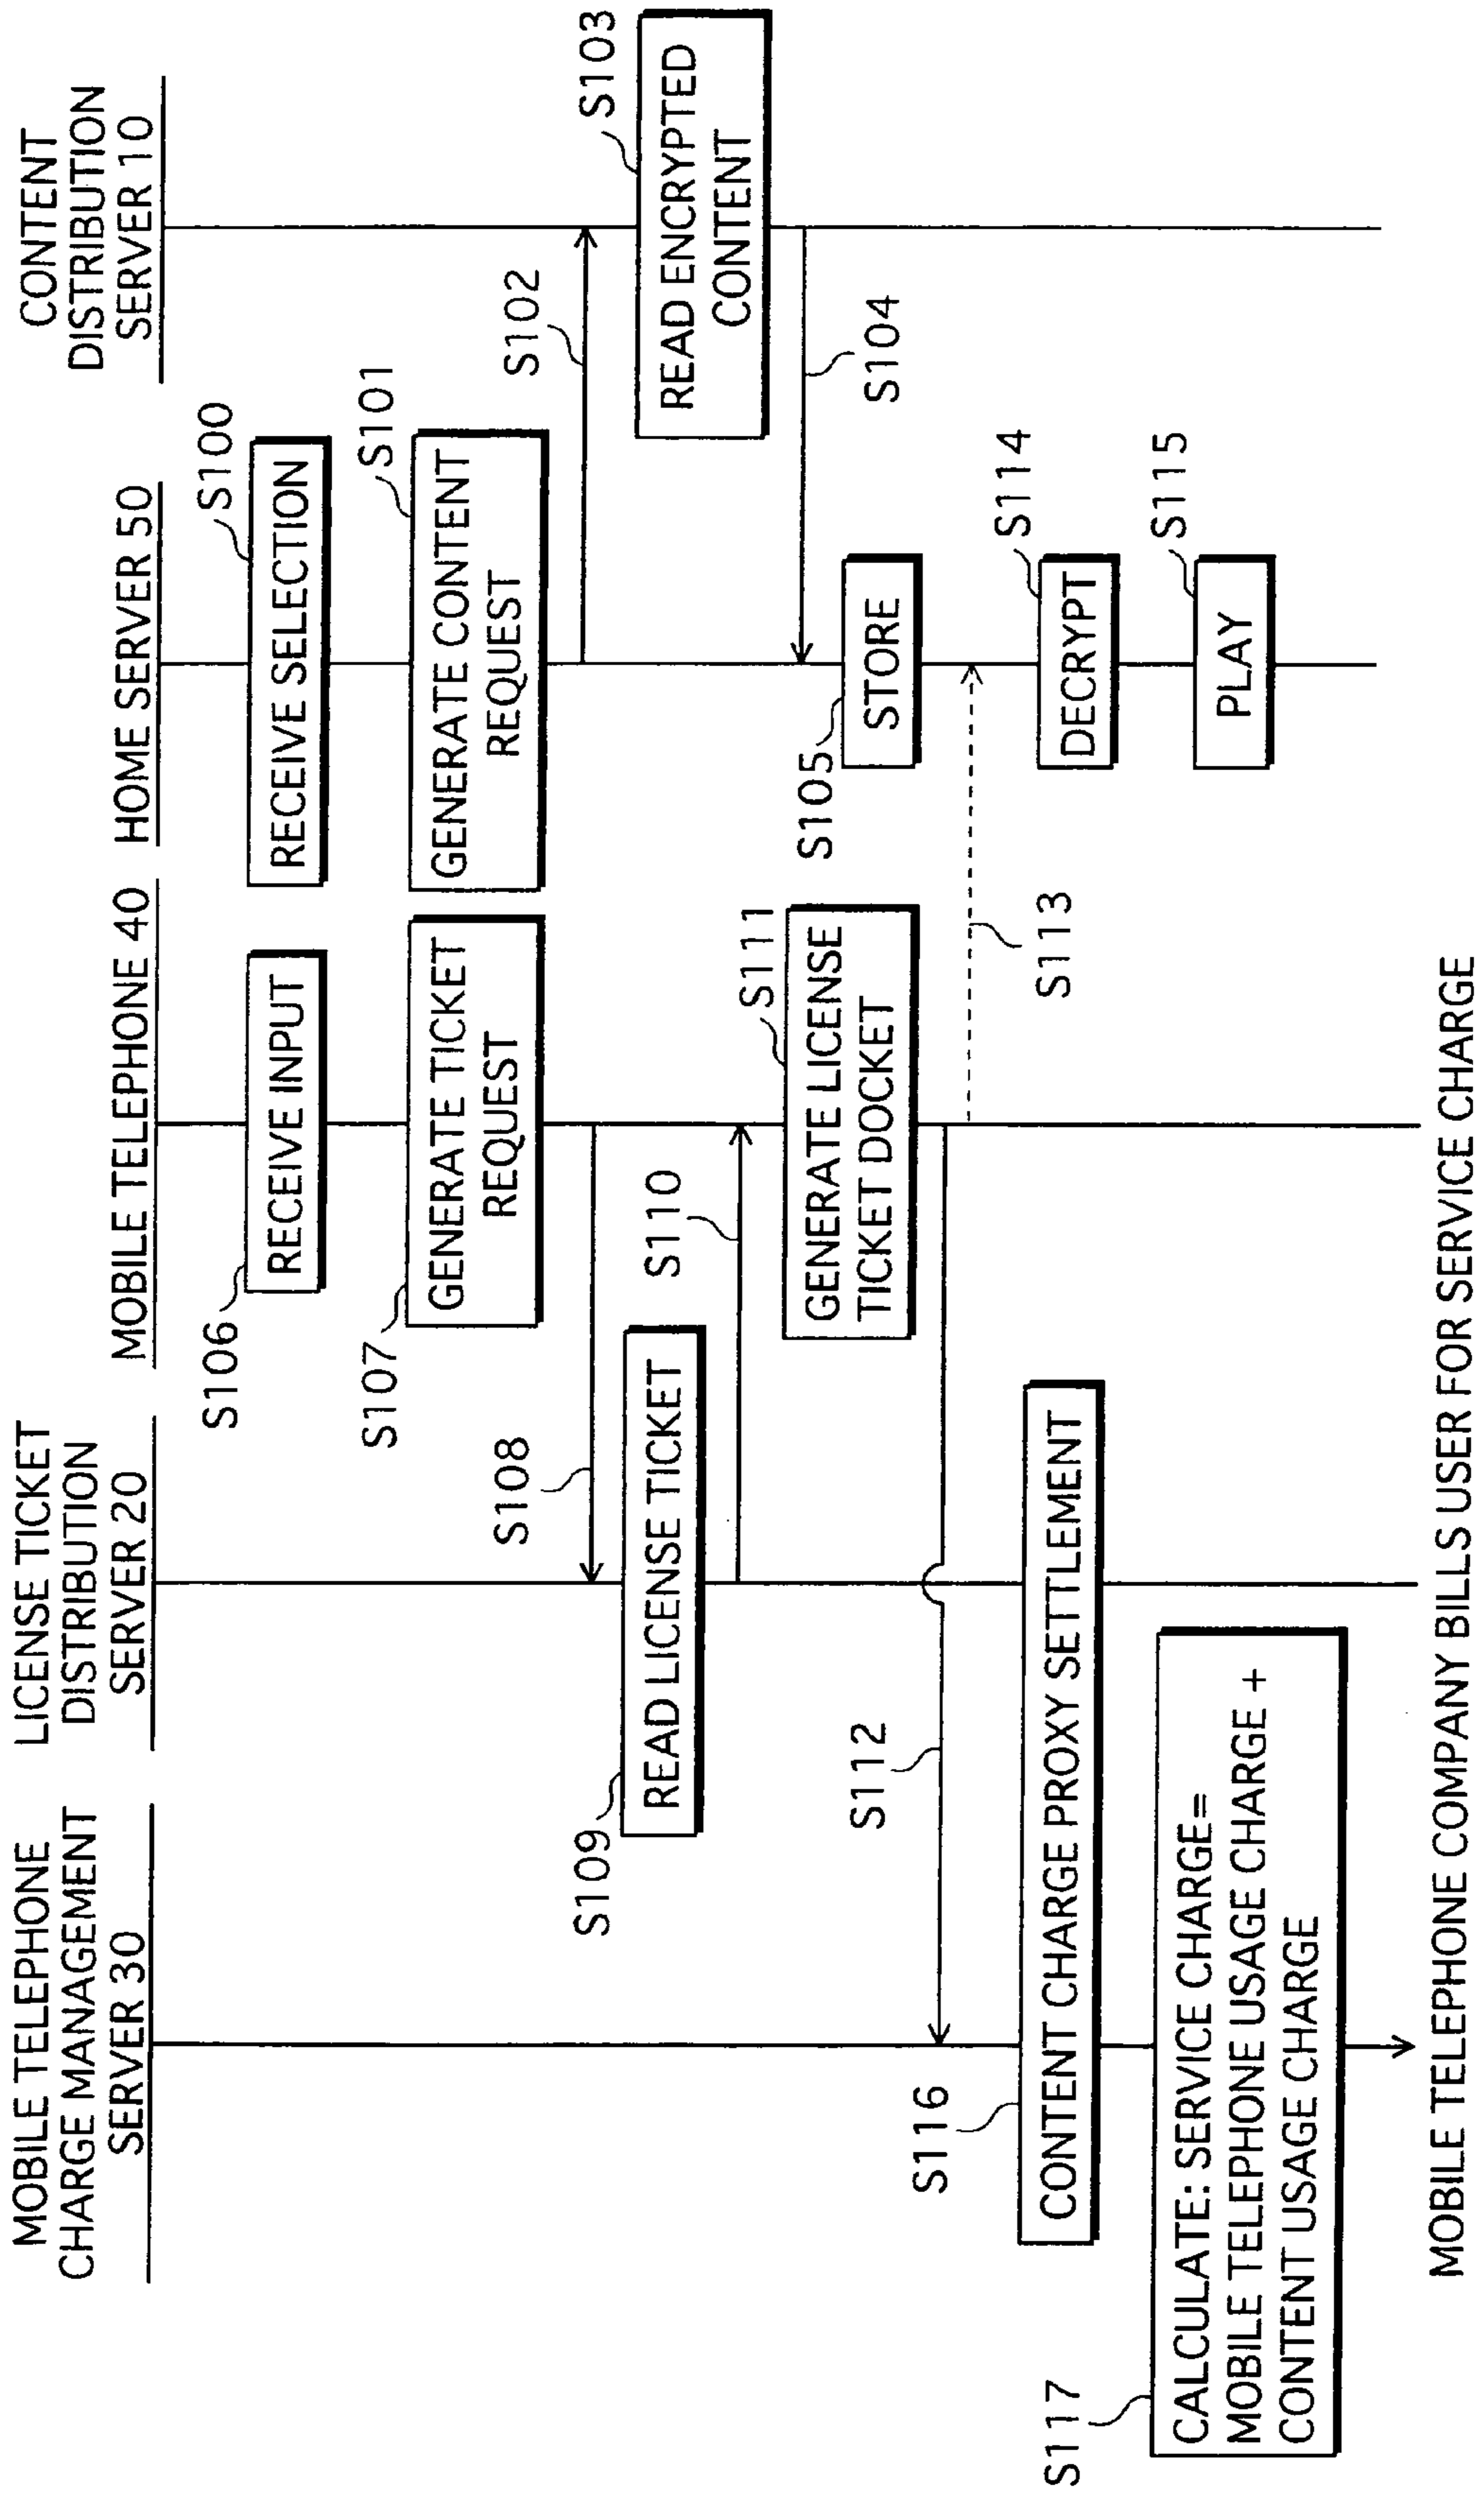 MOBILE TELEPHONE
CHARGE MANAGEMENT
SERVER 30
LICENSE TICKET
DISTRIBUTION
SERVER 20
MOBILE TELEPHONE 40
HOME SERVER 50
CONTENT
DISTRIBUTION
SERVER 10
S106
RECEIVE INPUT
S100
RECEIVE SELECTION
S107
GENERATE TICKET
REQUEST
S101
GENERATE CONTENT
REQUEST
S108
S102
S109
READ LICENSE TICKET
S103
READ ENCRYPTED
CONTENT
S110
S111
GENERATE LICENSE
TICKET DOCKET
S104
S105
STORE
S112
S113
S116
CONTENT CHARGE PROXY SETTLEMENT
S114
DECRYPT
S117
CALCULATE: SERVICE CHARGE=
MOBILE TELEPHONE USAGE CHARGE +
CONTENT USAGE CHARGE
S115
PLAY
MOBILE TELEPHONE COMPANY BILLS USER FOR SERVICE CHARGE